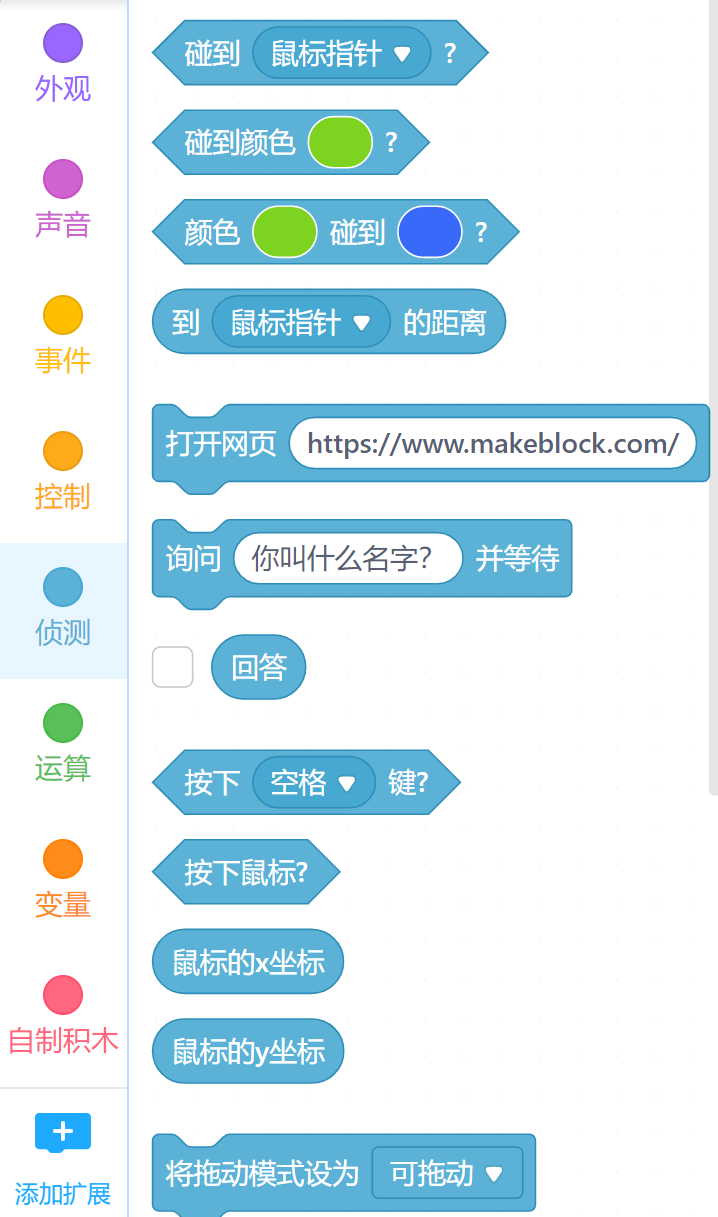 外观
声音
事件
控制
侦测
运算
变量
自制积木
添加扩展
碰到 鼠标指针 ?
碰到颜色 ?
颜色 碰到 ?
到 鼠标指针 的距离
打开网页 https://www.makeblock.com/
询问 你叫什么名字? 并等待
回答
按下 空格 键?
按下鼠标?
鼠标的x坐标
鼠标的y坐标
将拖动模式设为 可拖动